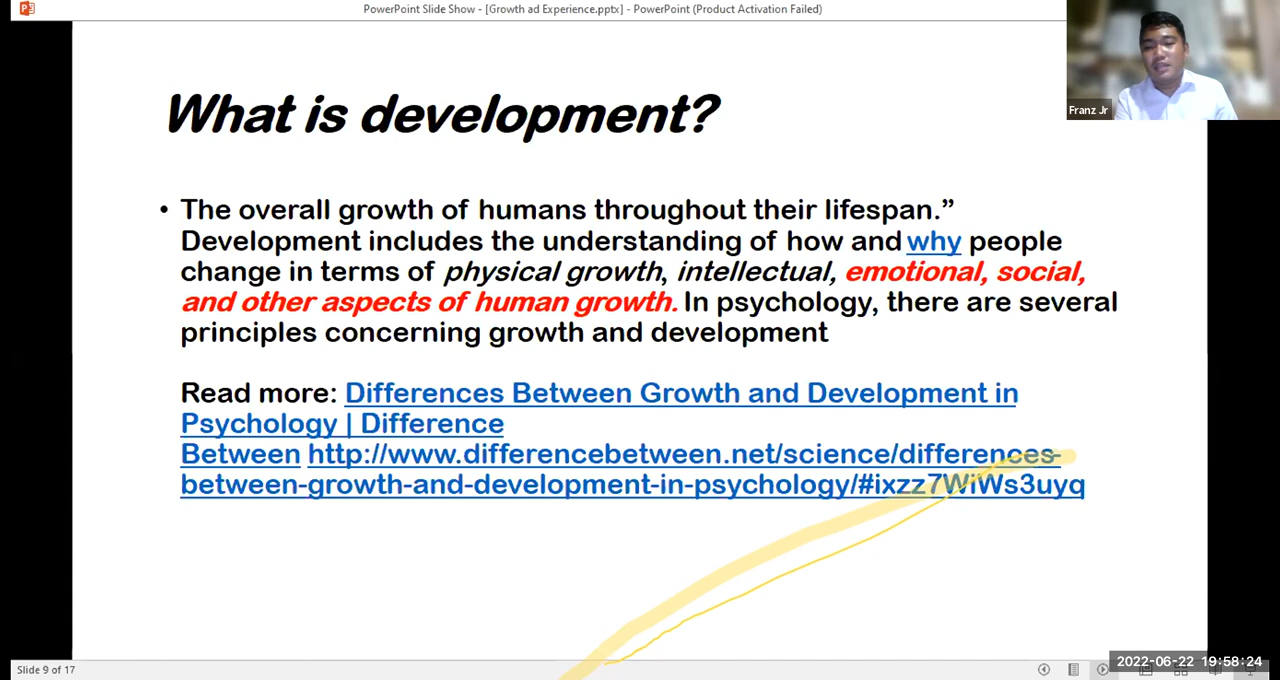 PowerPoint Slide Show - [Growth ad Experience.pptx] - PowerPoint (Product Activation Failed)
Franz Jr
What is development?
• The overall growth of humans throughout their lifespan.”
Development includes the understanding of how and why people
change in terms of physical growth, intellectual, emotional, social,
and other aspects of human growth. In psychology, there are several
principles concerning growth and development
Read more: Differences Between Growth and Development in
Psychology | Difference
Between http://www.differencebetween.net/science/differences-
between-growth-and-development-in-psychology/#ixzz7WiWs3uyq
Slide 9 of 17
2022-06-22 19:58:24